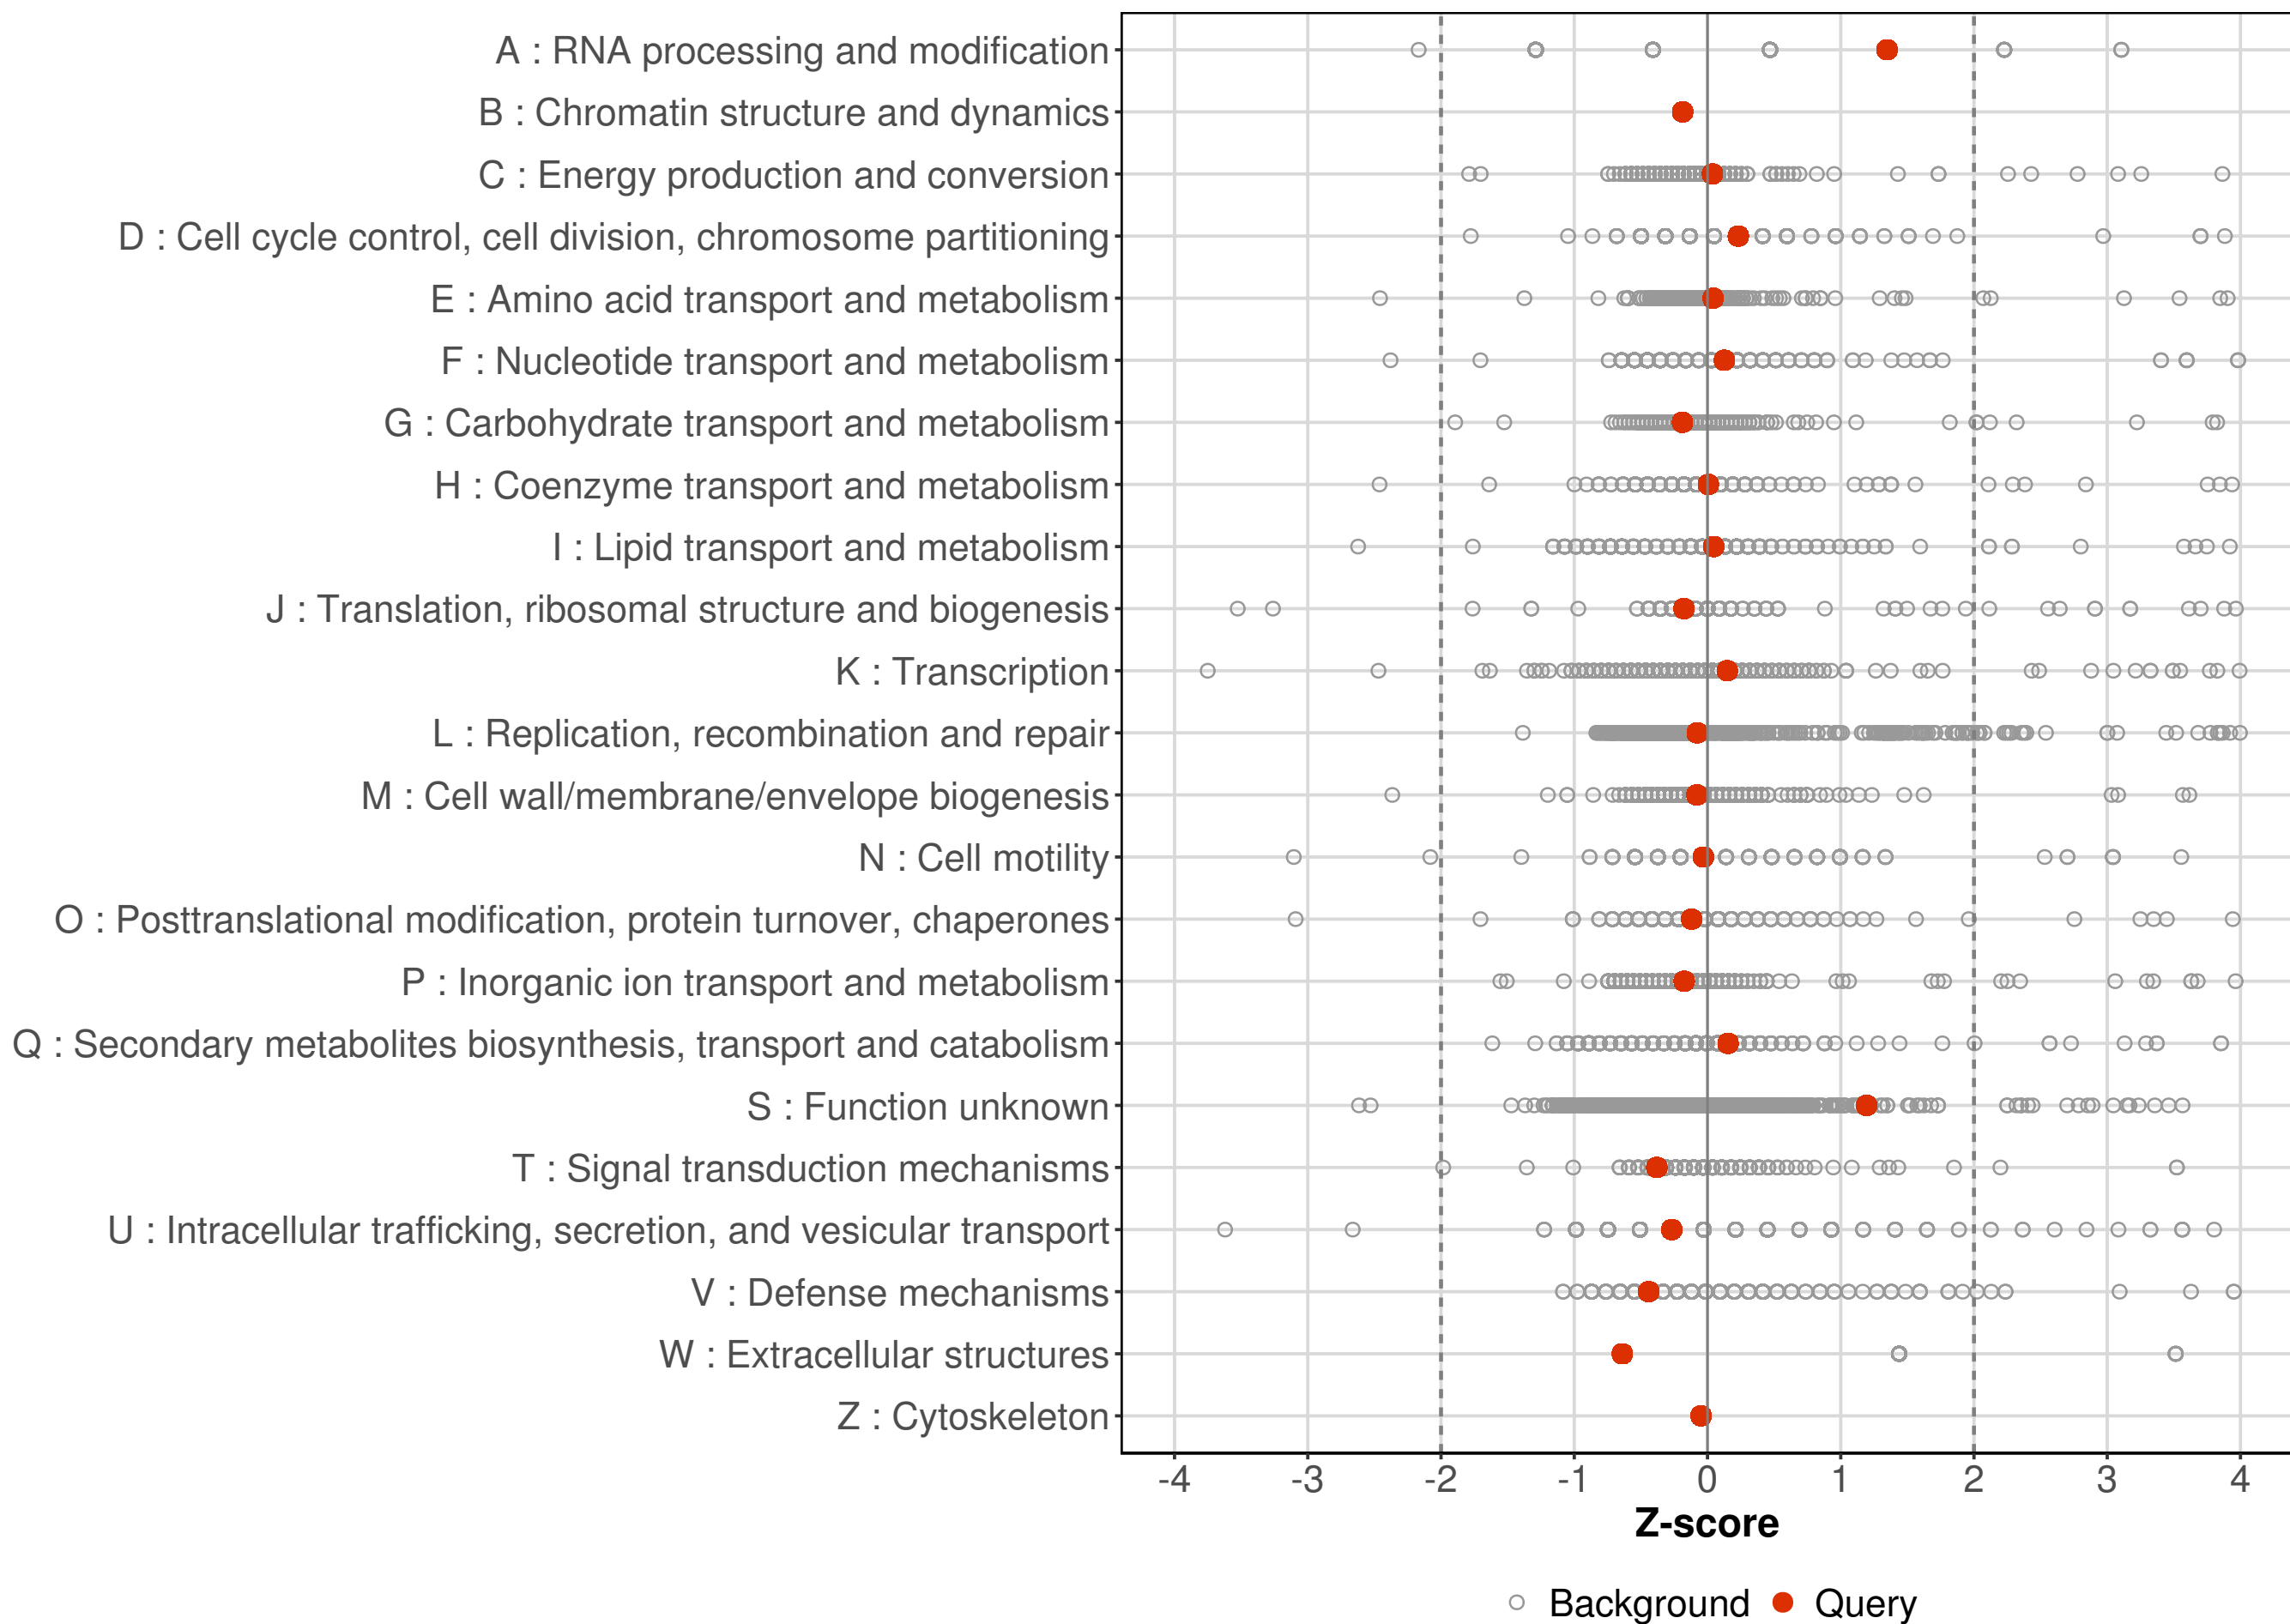 A : RNA processing and modification
B : Chromatin structure and dynamics
C : Energy production and conversion
D : Cell cycle control, cell division, chromosome partitioning
E : Amino acid transport and metabolism
F : Nucleotide transport and metabolism
G : Carbohydrate transport and metabolism
H : Coenzyme transport and metabolism
I : Lipid transport and metabolism
J : Translation, ribosomal structure and biogenesis
K : Transcription
L : Replication, recombination and repair
M : Cell wall/membrane/envelope biogenesis
N : Cell motility
O : Posttranslational modification, protein turnover, chaperones
P : Inorganic ion transport and metabolism
Q : Secondary metabolites biosynthesis, transport and catabolism
S : Function unknown
T : Signal transduction mechanisms
U : Intracellular trafficking, secretion, and vesicular transport
V : Defense mechanisms
W : Extracellular structures
Z : Cytoskeleton
-4 -3 -2 -1 0 1 2 3 4
Z-score
Background Query